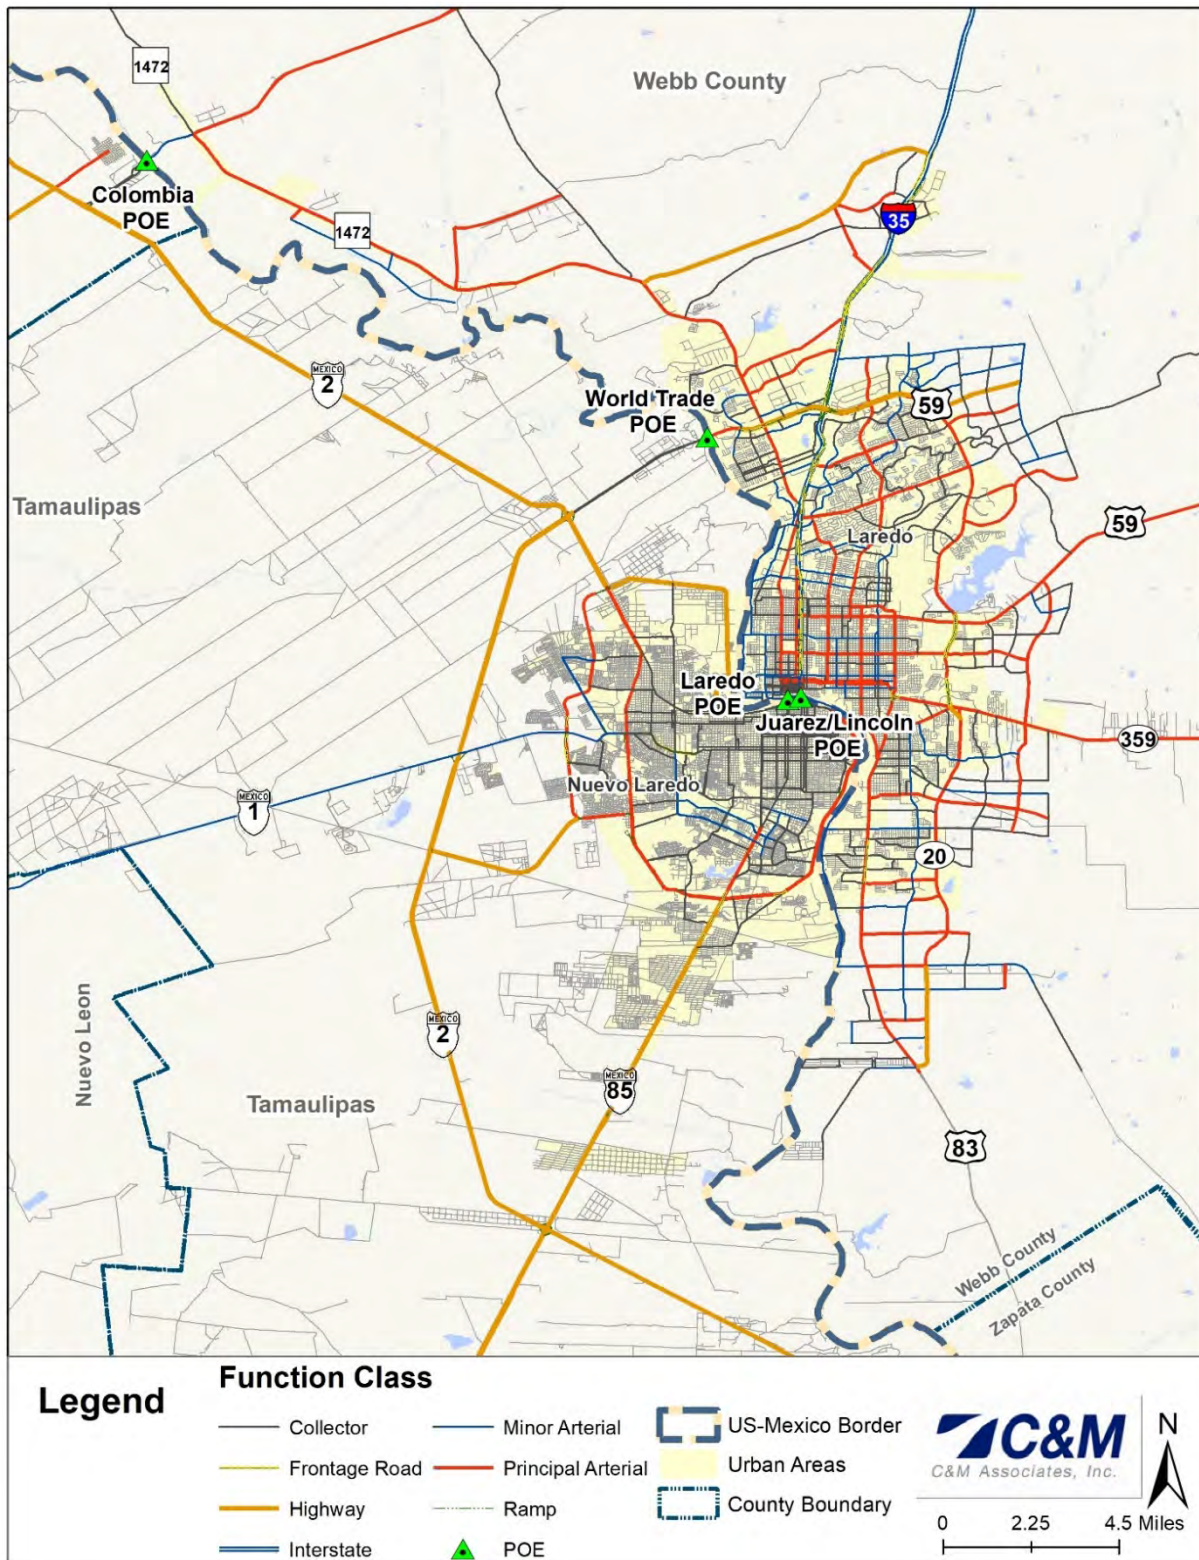 1472
Webb County
Colombia
POE
1472
35
MEXICO
2
World Trade
POE
59
Tamaulipas
59
Laredo
Laredo
POE
Juarez/Lincoln
POE
359
Nuevo Laredo
MEXICO
1
20
Nuevo Leon
MEXICO
2
MEXICO
85
Tamaulipas
83
Webb County
Zapata County
Legend
Function Class
Collector
Frontage Road
Highway
Interstate
Minor Arterial
Principal Arterial
Ramp
POE
US-Mexico Border
Urban Areas
County Boundary
C&M
C&M Associates, Inc.
N
0 2.25 4.5 Miles